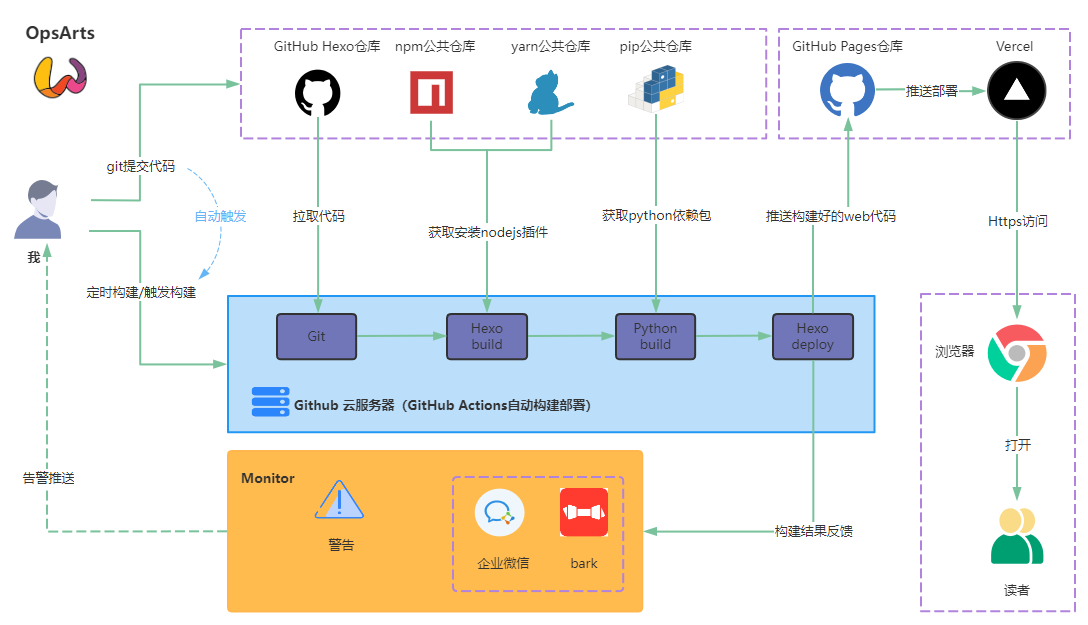 OpsArts
GitHub Hexo仓库
npm公共仓库
yarn公共仓库
pip公共仓库
GitHub Pages仓库
Vercel
推送部署
git提交代码
自动触发
拉取代码
获取安装nodejs插件
获取python依赖包
推送构建好的web代码
Https访问
我
定时构建/触发构建
Git
Hexo
build
Python
build
Hexo
deploy
Github 云服务器（GitHub Actions自动构建部署）
浏览器
打开
读者
告警推送
Monitor
警告
企业微信
bark
构建结果反馈